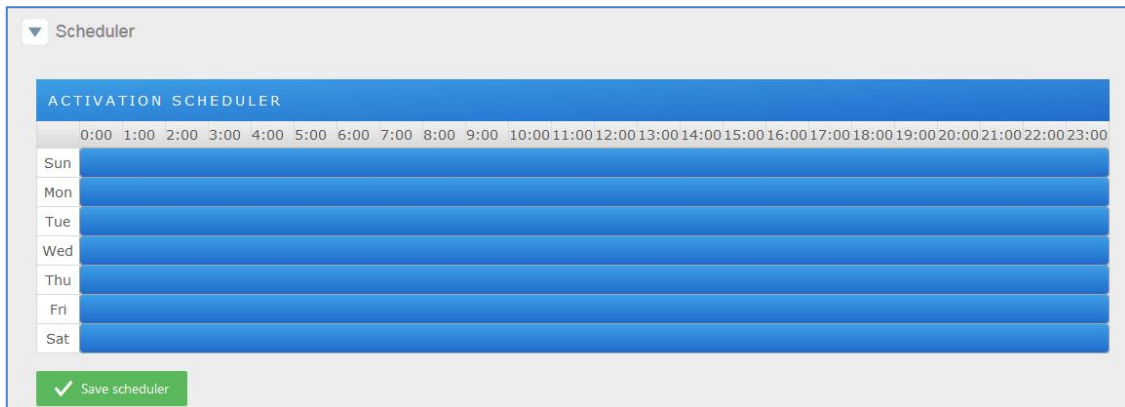 Scheduler
ACTIVATION SCHEDULER
0:00 1:00 2:00 3:00 4:00 5:00 6:00 7:00 8:00 9:00 10:00 11:00 12:00 13:00 14:00 15:00 16:00 17:00 18:00 19:00 20:00 21:00 22:00 23:00
Sun
Mon
Tue
Wed
Thu
Fri
Sat
Save scheduler